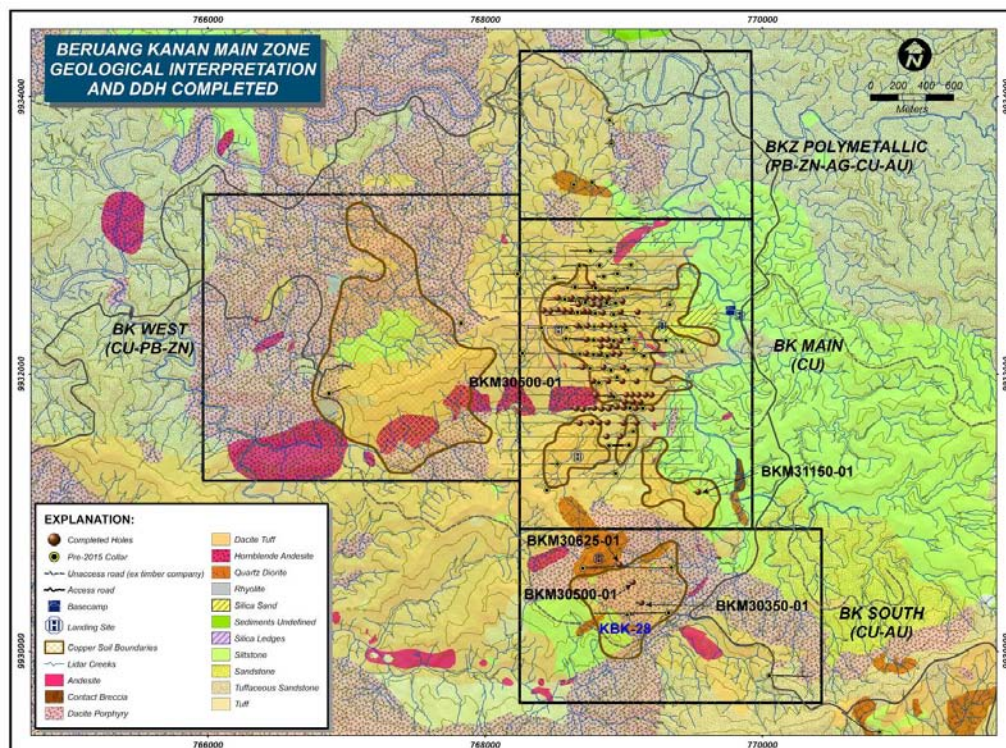 766000
768000
770000
BERUANG KANAN MAIN ZONE
GEOLOGICAL INTERPRETATION
AND DDH COMPLETED
N
0 200 400 600
Meters
9934000
BKZ POLYMETALLIC
(PB-ZN-AG-CU-AU)
BK WEST
(CU-PB-ZN)
BK MAIN
(CU)
9932000
BKM30500-01
BKM31150-01
BKM30625-01
BKM30500-01
BKM30350-01
KBK-28
BK SOUTH
(CU-AU)
9930000
EXPLANATION:
Completed Holes
Pre-2015 Collar
Unaccess road (ex timber company)
Access road
Basecamp
Landing Site
Copper Soil Boundaries
Lidar Creeks
Andesite
Contact Breccia
Dacite Porphyry
Dacite Tuff
Hornblende Andesite
Quartz Diorite
Rhyolite
Silica Sand
Sediments Undefined
Silica Ledges
Siltstone
Sandstone
Tuffaceous Sandstone
Tuff
766000
768000
770000